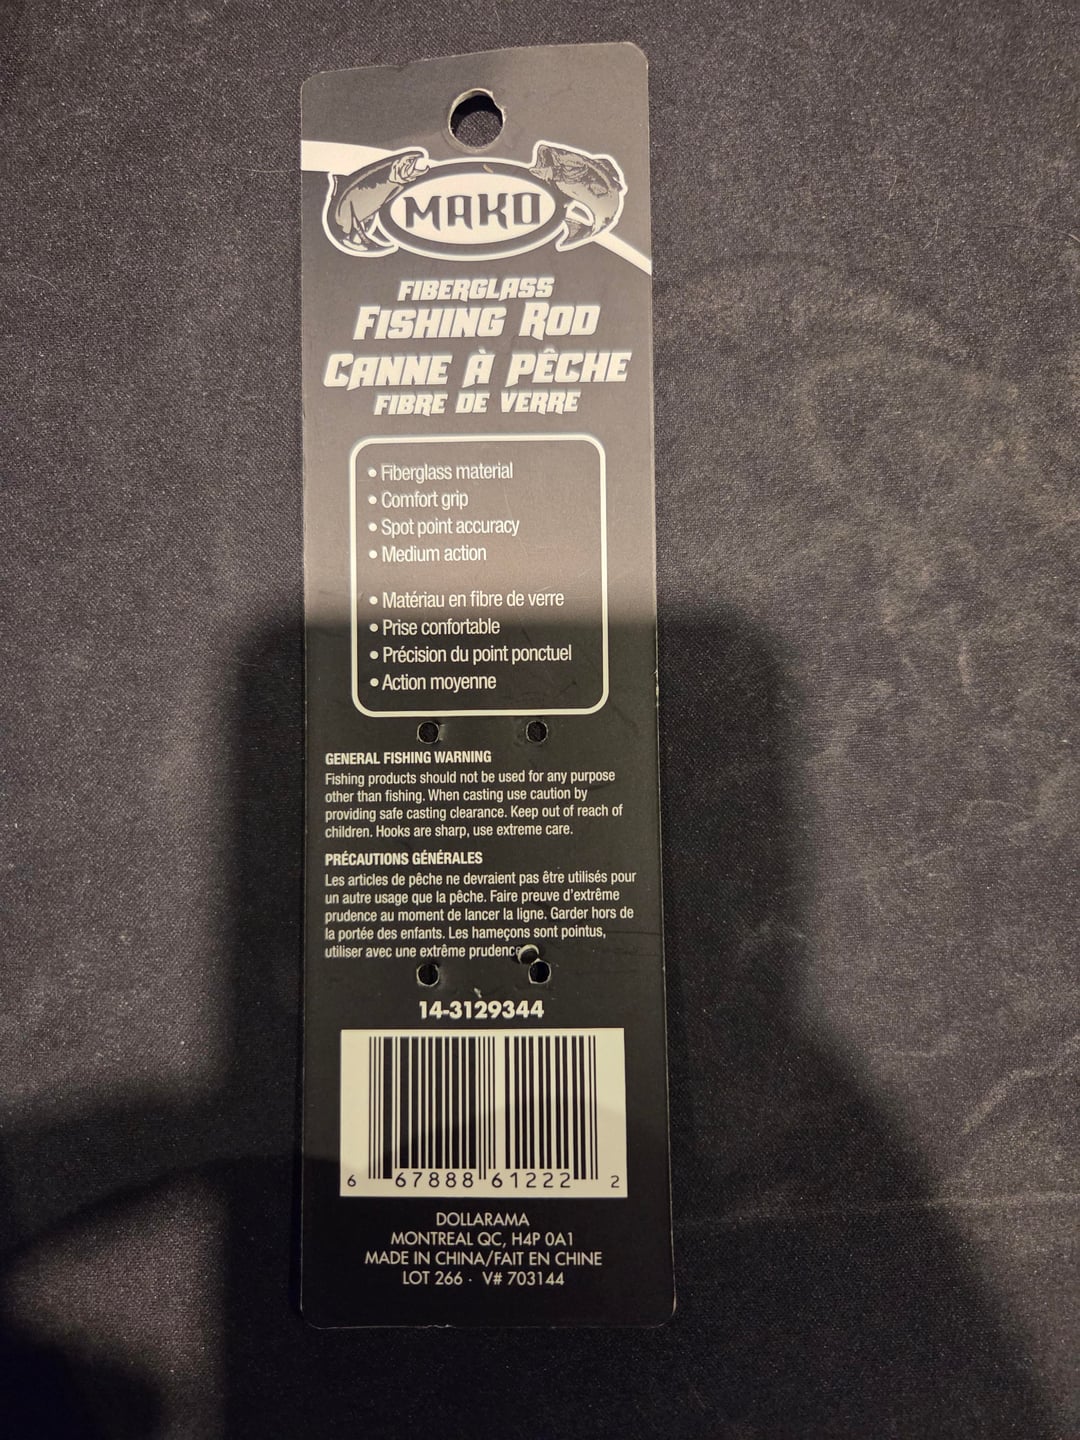 MAKO
FIBERGLASS
FISHING ROD
CANNE À PÊCHE
FIBRE DE VERRE
• Fiberglass material
• Comfort grip
• Spot point accuracy
• Medium action
• Matériau en fibre de verre
• Prise confortable
• Précision du point ponctuel
• Action moyenne
GENERAL FISHING WARNING
Fishing products should not be used for any purpose
other than fishing. When casting use caution by
providing safe casting clearance. Keep out of reach of
children. Hooks are sharp, use extreme care.
PRÉCAUTIONS GÉNÉRALES
Les articles de pêche ne devraient pas être utilisés pour
un autre usage que la pêche. Faire preuve d'extrême
prudence au moment de lancer la ligne. Garder hors de
la portée des enfants. Les hameçons sont pointus,
utiliser avec une extrême prudence
14-3129344
6 67888 61222 2
DOLLARAMA
MONTREAL QC, H4P 0A1
MADE IN CHINA/FAIT EN CHINE
LOT 266 · V# 703144